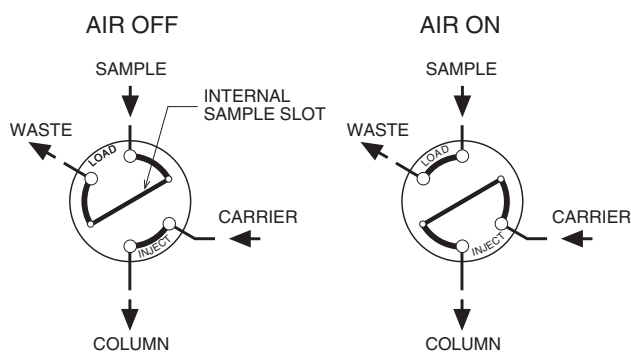 AIR OFF
SAMPLE
INTERNAL
SAMPLE SLOT
WASTE
LOAD
CARRIER
INJECT
COLUMN
AIR ON
SAMPLE
WASTE
LOAD
CARRIER
INJECT
COLUMN